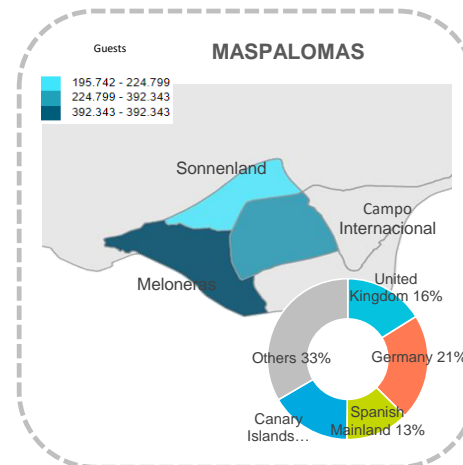 Guests
MASPALOMAS
195.742 - 224.799
224.799 - 392.343
392.343 - 392.343
Sonnenland
Campo
Internacional
Meloneras
United
Kingdom 16%
Others 33%
Germany 21%
Spanish
Mainland 13%
Canary
Islands…